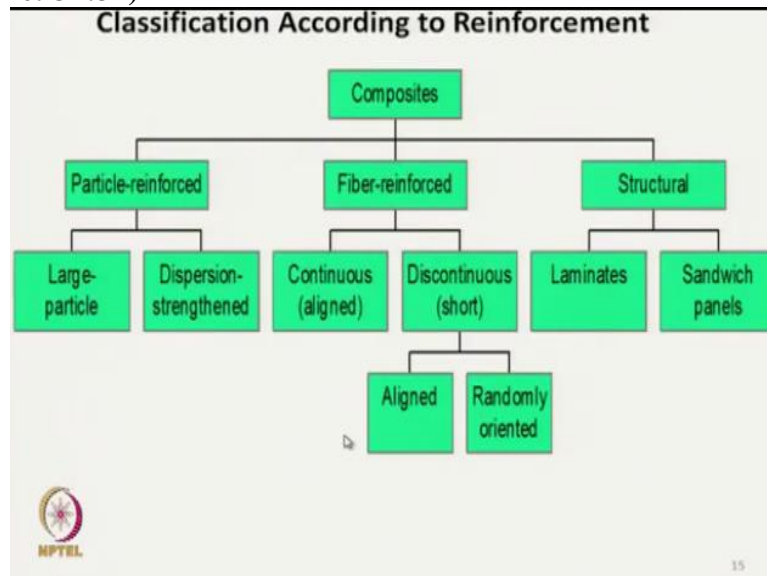 Classification According to Reinforcement
Composites
Particle-reinforced
Fiber-reinforced
Structural
Large-
particle
Dispersion-
strengthened
Continuous
(aligned)
Discontinuous
(short)
Laminates
Sandwich
panels
Aligned
Randomly
oriented
NPTEL
15